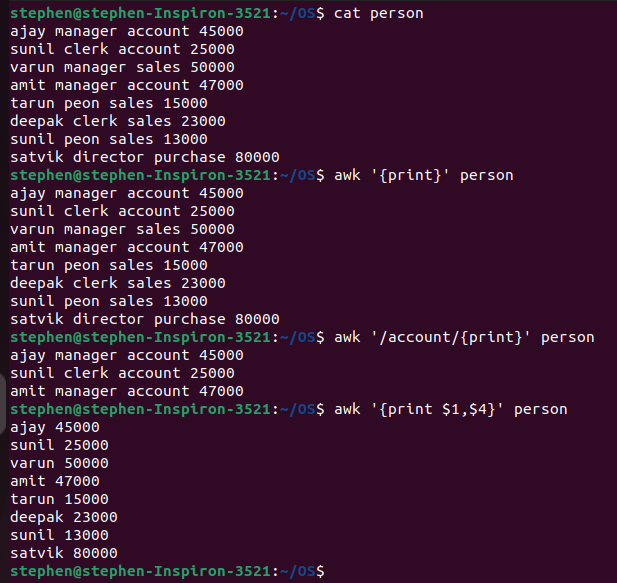 stephen@stephen-Inspiron-3521:~/OS$ cat person
ajay manager account 45000
sunil clerk account 25000
varun manager sales 50000
amit manager account 47000
tarun peon sales 15000
deepak clerk sales 23000
sunil peon sales 13000
satvik director purchase 80000
stephen@stephen-Inspiron-3521:~/OS$ awk '{print}' person
ajay manager account 45000
sunil clerk account 25000
varun manager sales 50000
amit manager account 47000
tarun peon sales 15000
deepak clerk sales 23000
sunil peon sales 13000
satvik director purchase 80000
stephen@stephen-Inspiron-3521:~/OS$ awk '/account/{print}' person
ajay manager account 45000
sunil clerk account 25000
amit manager account 47000
stephen@stephen-Inspiron-3521:~/OS$ awk '{print $1,$4}' person
ajay 45000
sunil 25000
varun 50000
amit 47000
tarun 15000
deepak 23000
sunil 13000
satvik 80000
stephen@stephen-Inspiron-3521:~/OS$